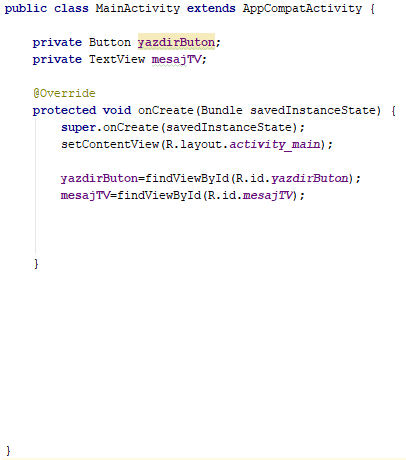 public class MainActivity extends AppCompatActivity {
private Button yazdirButon;
private TextView mesajTV;
@Override
protected void onCreate(Bundle savedInstanceState) {
super.onCreate(savedInstanceState);
setContentView(R.layout.activity_main);
yazdirButon=findViewById(R.id.yazdirButon);
mesajTV=findViewById(R.id.mesajTV);
}
}